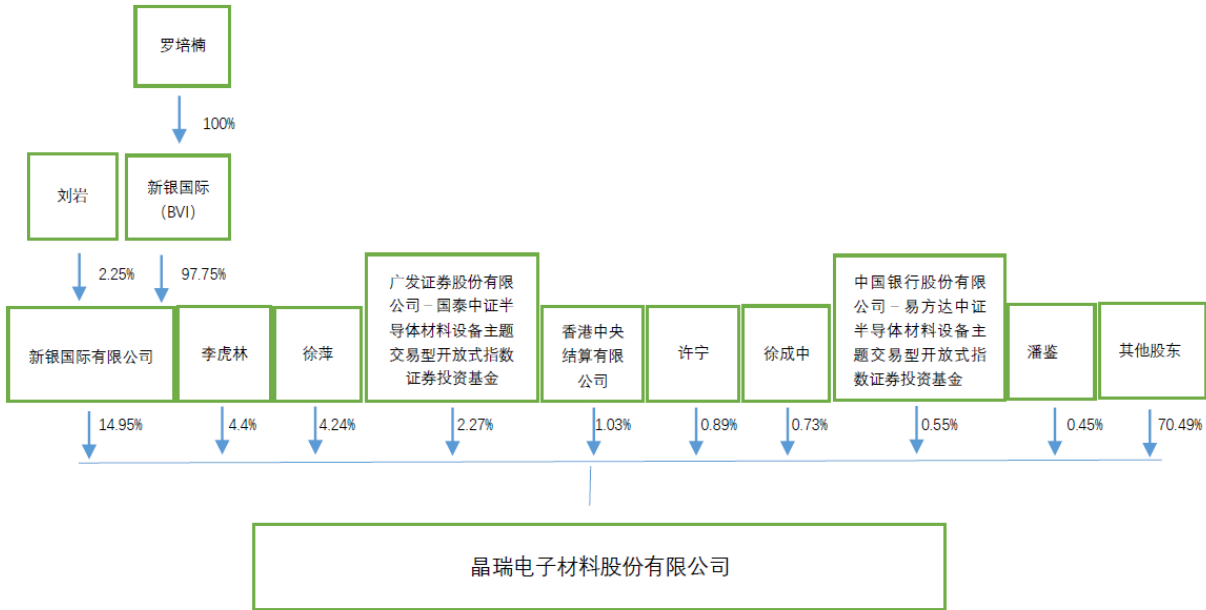 罗培楠
100%
刘岩
新银国际
（BVI）
2.25%
97.75%
新银国际有限公司
李虎林
徐萍
广发证券股份有限
公司－国泰中证半
导体材料设备主题
交易型开放式指数
证券投资基金
香港中央
结算有限
公司
许宁
徐成中
中国银行股份有限
公司－易方达中证
半导体材料设备主
题交易型开放式指
数证券投资基金
潘鉴
其他股东
14.95%
4.4%
4.24%
2.27%
1.03%
0.89%
0.73%
0.55%
0.45%
70.49%
晶瑞电子材料股份有限公司